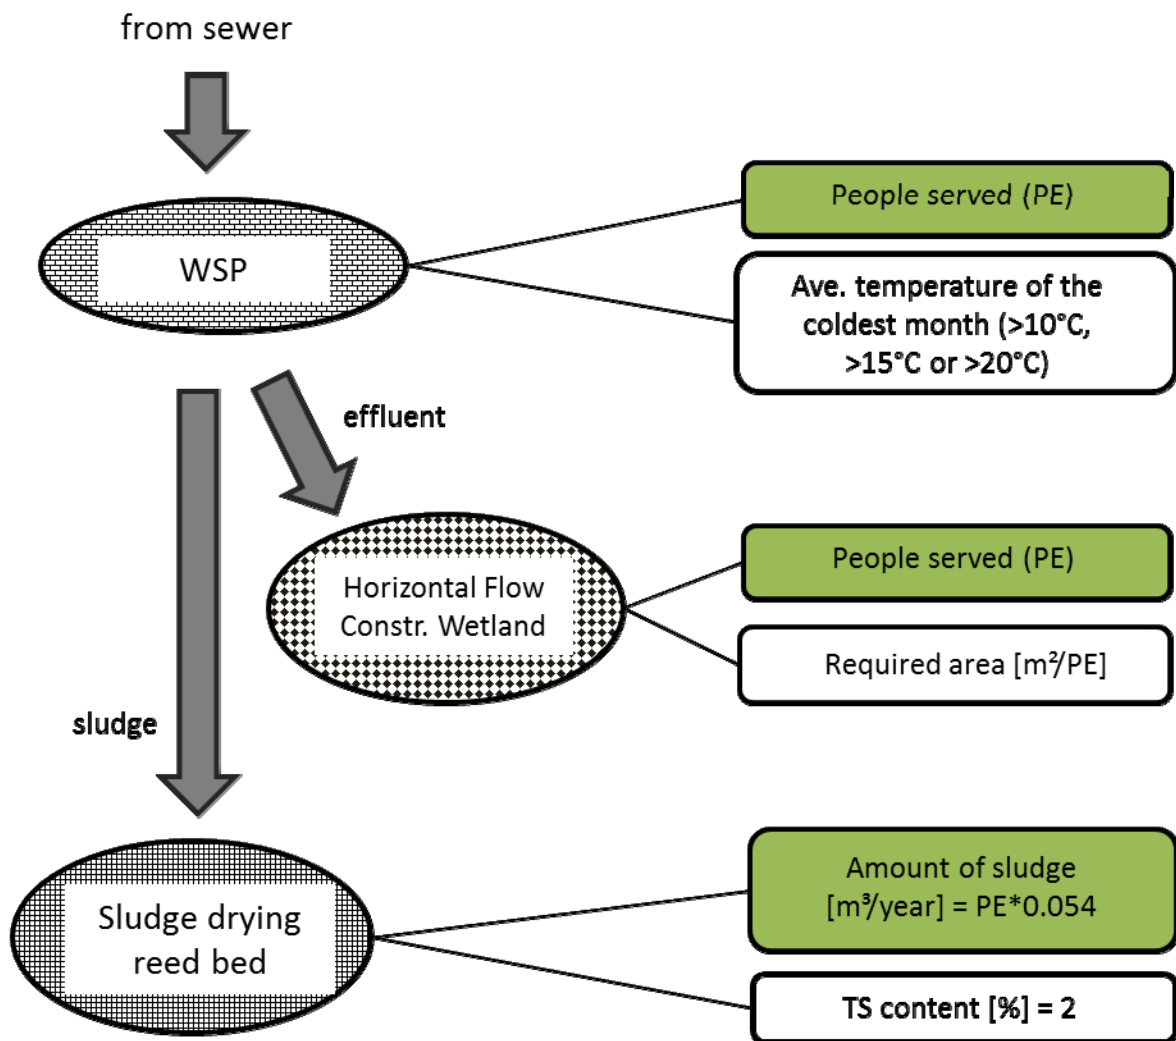 from sewer
People served (PE)
WSP
Ave. temperature of the
coldest month (>10°C,
>15°C or >20°C)
effluent
People served (PE)
Horizontal Flow
Constr. Wetland
Required area [m²/PE]
sludge
Amount of sludge
[m³/year] = PE*0.054
Sludge drying
reed bed
TS content [%] = 2